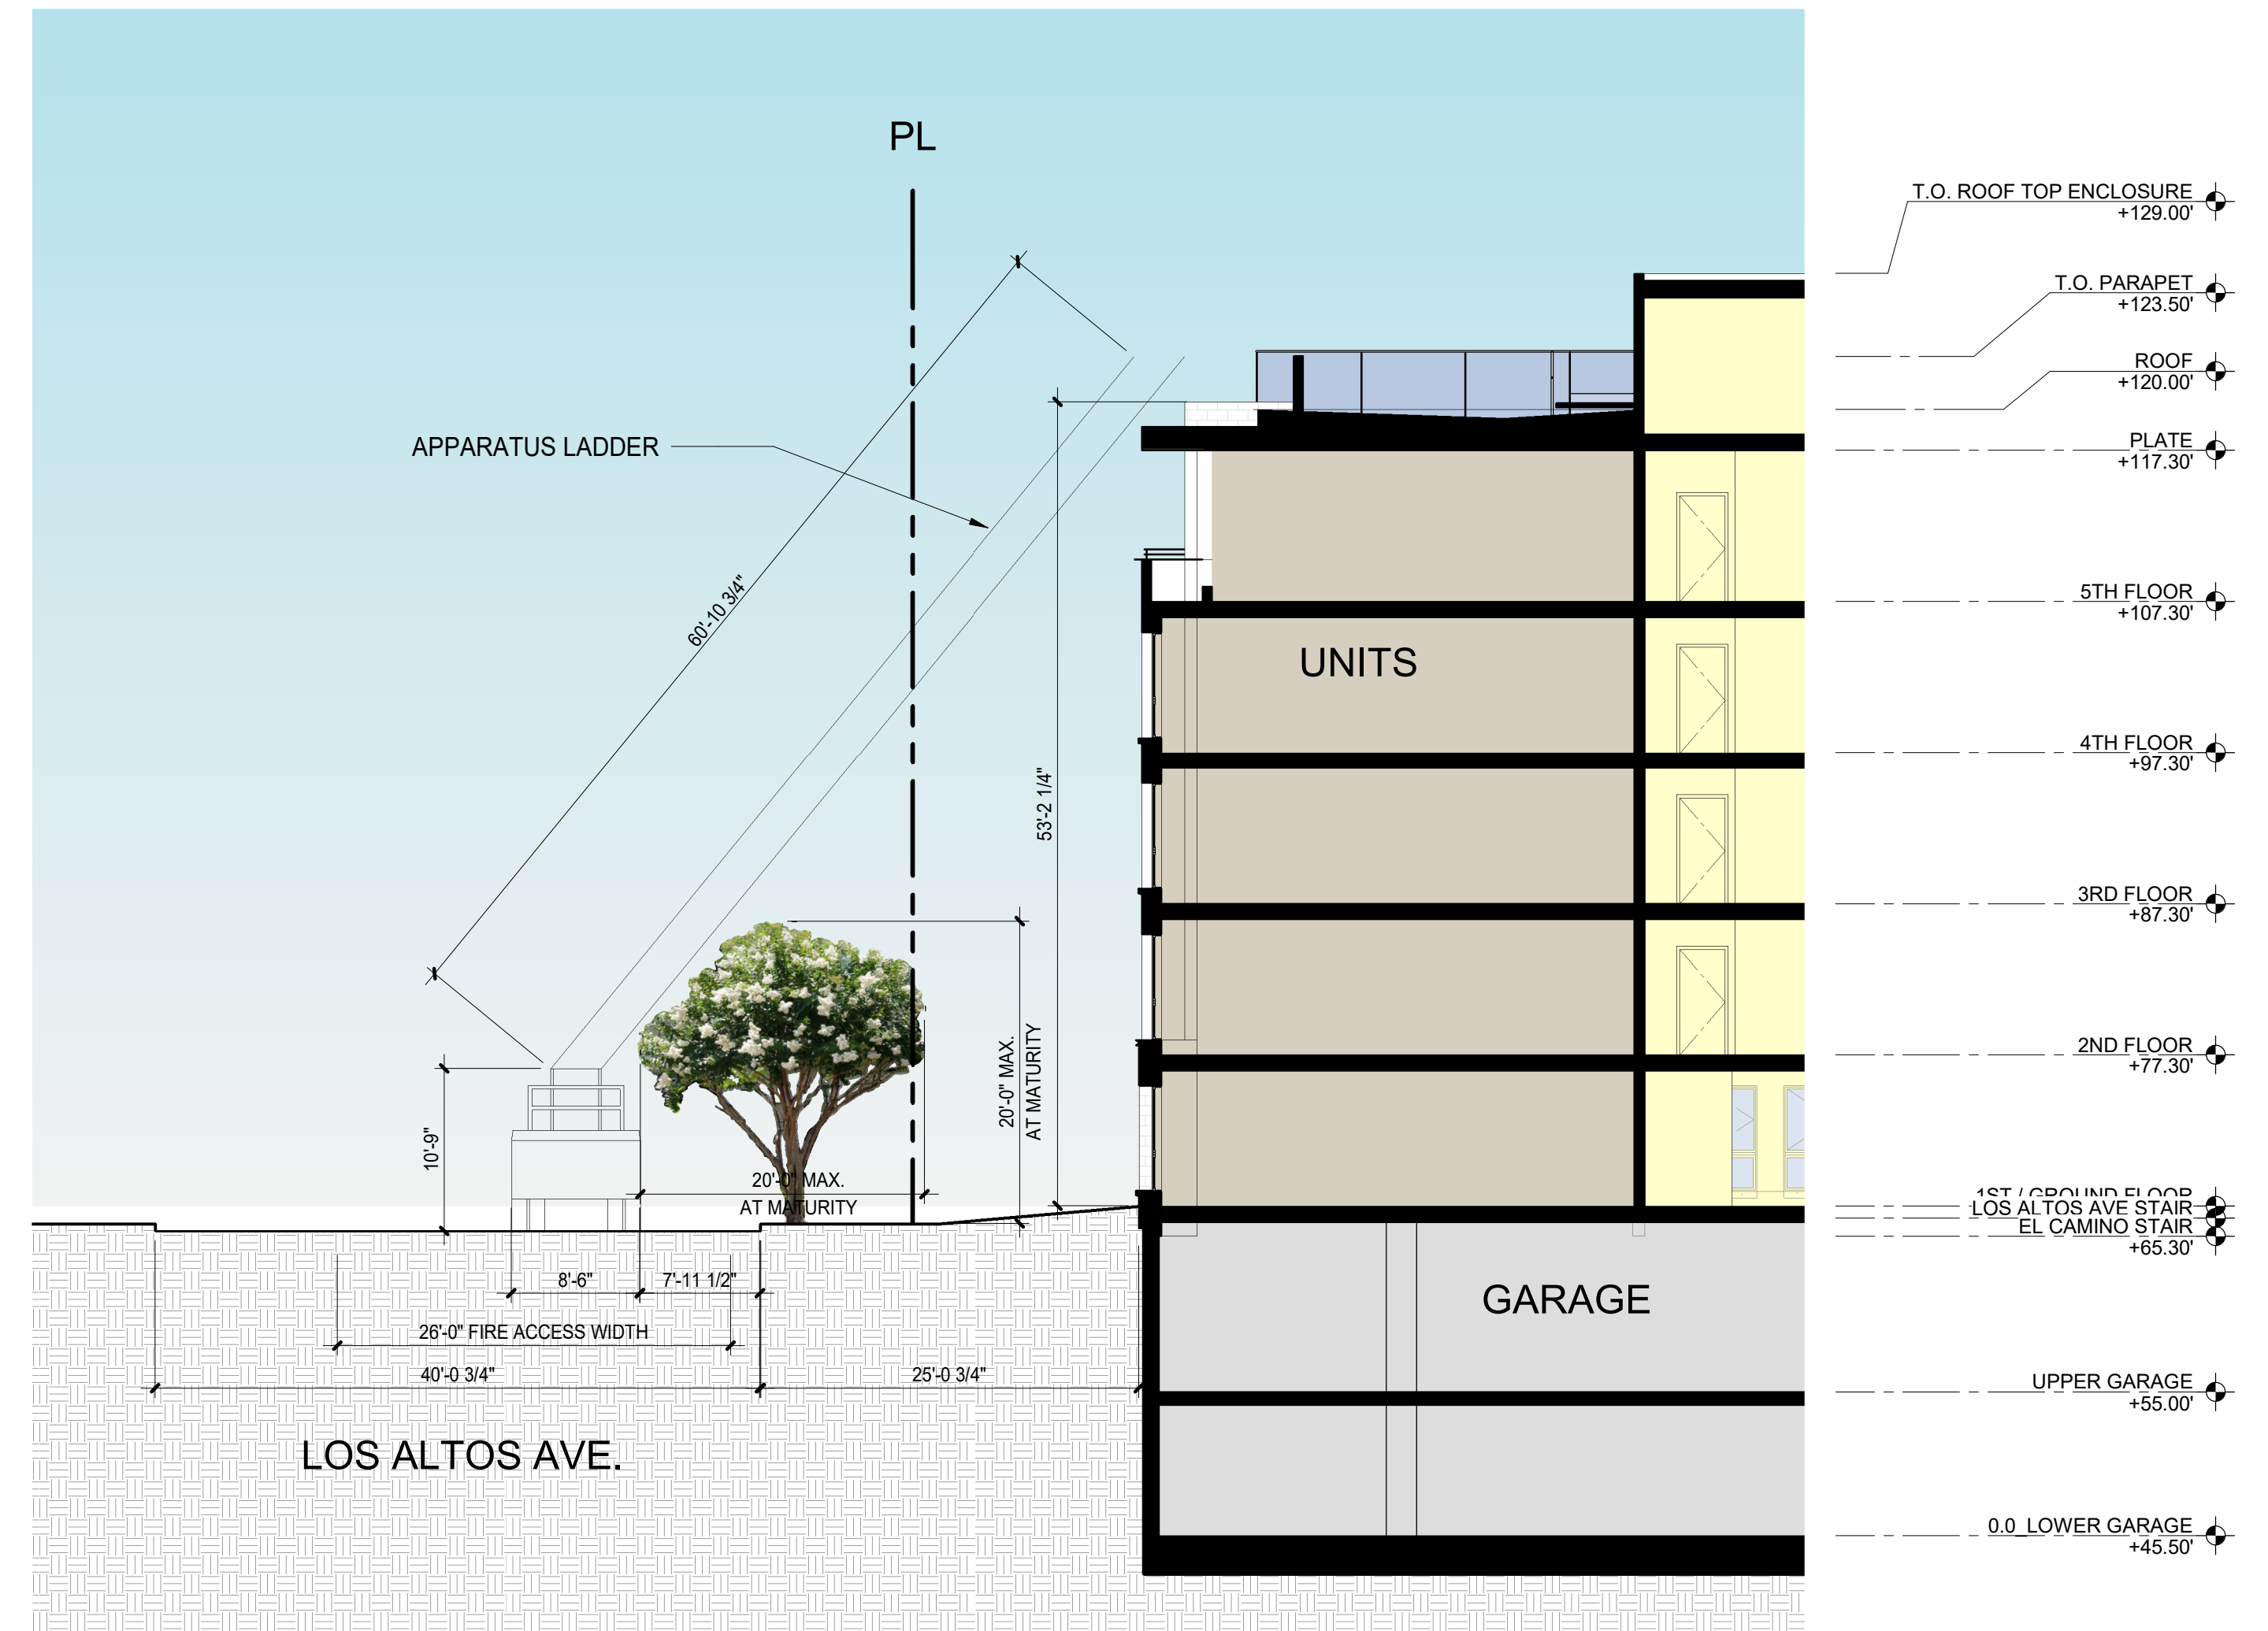 PL
T.O. ROOF TOP ENCLOSURE
+129.00'
T.O. PARAPET
+123.50'
ROOF
+120.00'
APPARATUS LADDER
PLATE
+117.30'
60'-10 3/4"
5TH FLOOR
+107.30'
UNITS
4TH FLOOR
+97.30'
53'-2 1/4"
3RD FLOOR
+87.30'
20'-0" MAX.
AT MATURITY
2ND FLOOR
+77.30'
10'-9"
20'-0" MAX.
AT MATURITY
1ST / GROUND FLOOR
LOS ALTOS AVE STAIR
EL CAMINO STAIR
+65.30'
8'-6"
7'-11 1/2"
GARAGE
26'-0" FIRE ACCESS WIDTH
40'-0 3/4"
25'-0 3/4"
UPPER GARAGE
+55.00'
LOS ALTOS AVE.
0.0_LOWER GARAGE
+45.50'